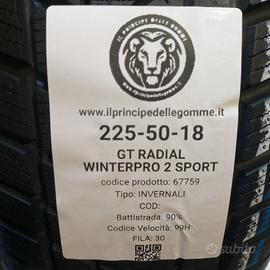 IL PRINCIPE DELLE GOMME
www.ilprincipedellegomme.it
225-50-18
GT RADIAL
WINTERPRO 2 SPORT
codice prodotto: 67759
Tipo: INVERNALI
COD:
Battistrada: 90%
Codice Velocità: 99H
FILA: 30
subito